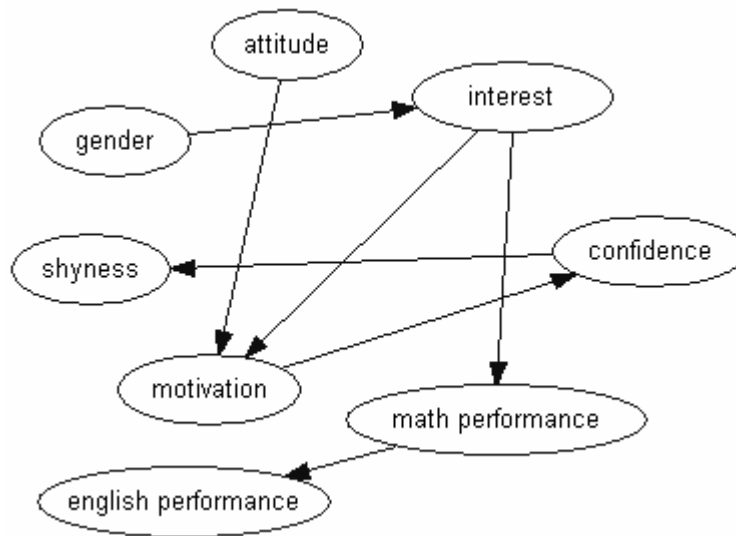 attitude
interest
gender
confidence
shyness
motivation
math performance
english performance